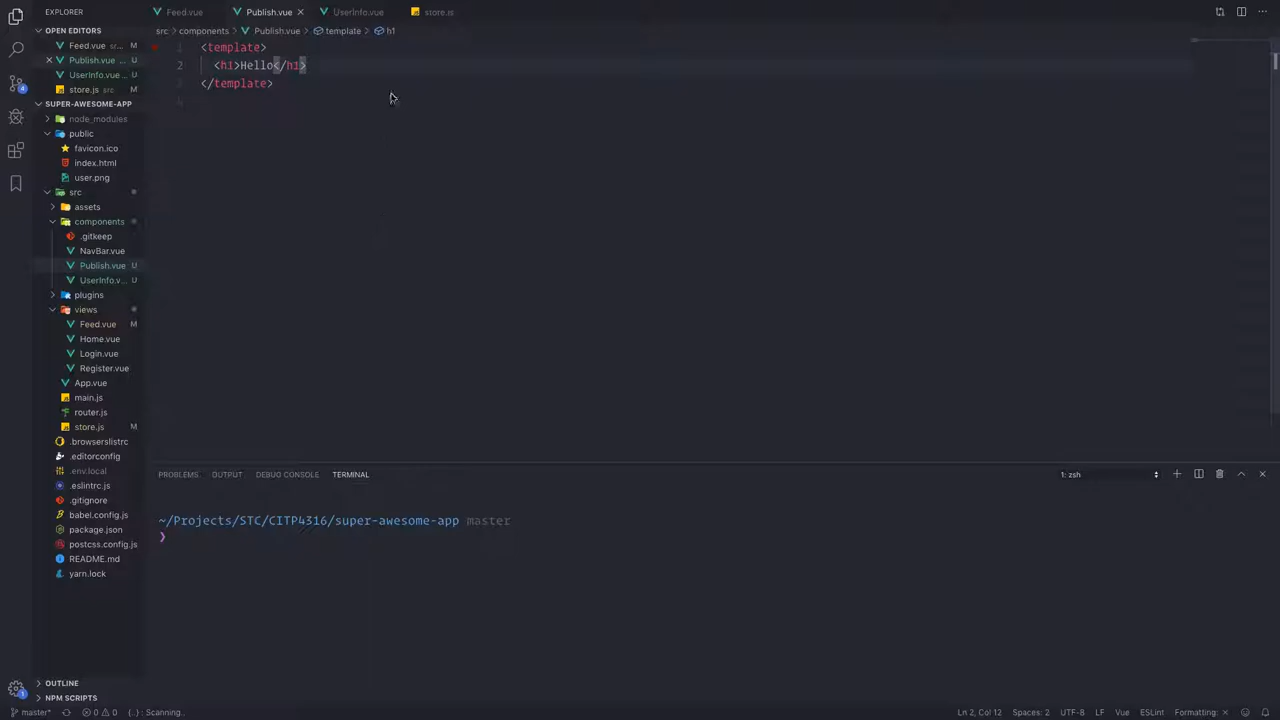 EXPLORER
Feed.vue
Publish.vue
UserInfo.vue
store.js
src > components > Publish.vue > template > h1
OPEN EDITORS
Feed.vue src... M
Publish.vue ... U
UserInfo.vue ... U
store.js src M
SUPER-AWESOME-APP
node_modules
public
favicon.ico
index.html
user.png
src
assets
components
.gitkeep
NavBar.vue
Publish.vue U
UserInfo.v... U
plugins
views
Feed.vue M
Home.vue
Login.vue
Register.vue
App.vue
main.js
router.js
store.js M
.browserslistrc
.editorconfig
.env.local
.eslintrc.js
.gitignore
babel.config.js
package.json
postcss.config.js
README.md
yarn.lock
OUTLINE
NPM SCRIPTS
4
1
1 <template>
2 <h1>Hello</h1>
3 </template>
4
PROBLEMS OUTPUT DEBUG CONSOLE TERMINAL
1: zsh
~/Projects/STC/CITP4316/super-awesome-app master
❯
master* 0 0 {..} : Scanning..
Ln 2, Col 12 Spaces: 2 UTF-8 LF Vue ESLint Formatting: ×